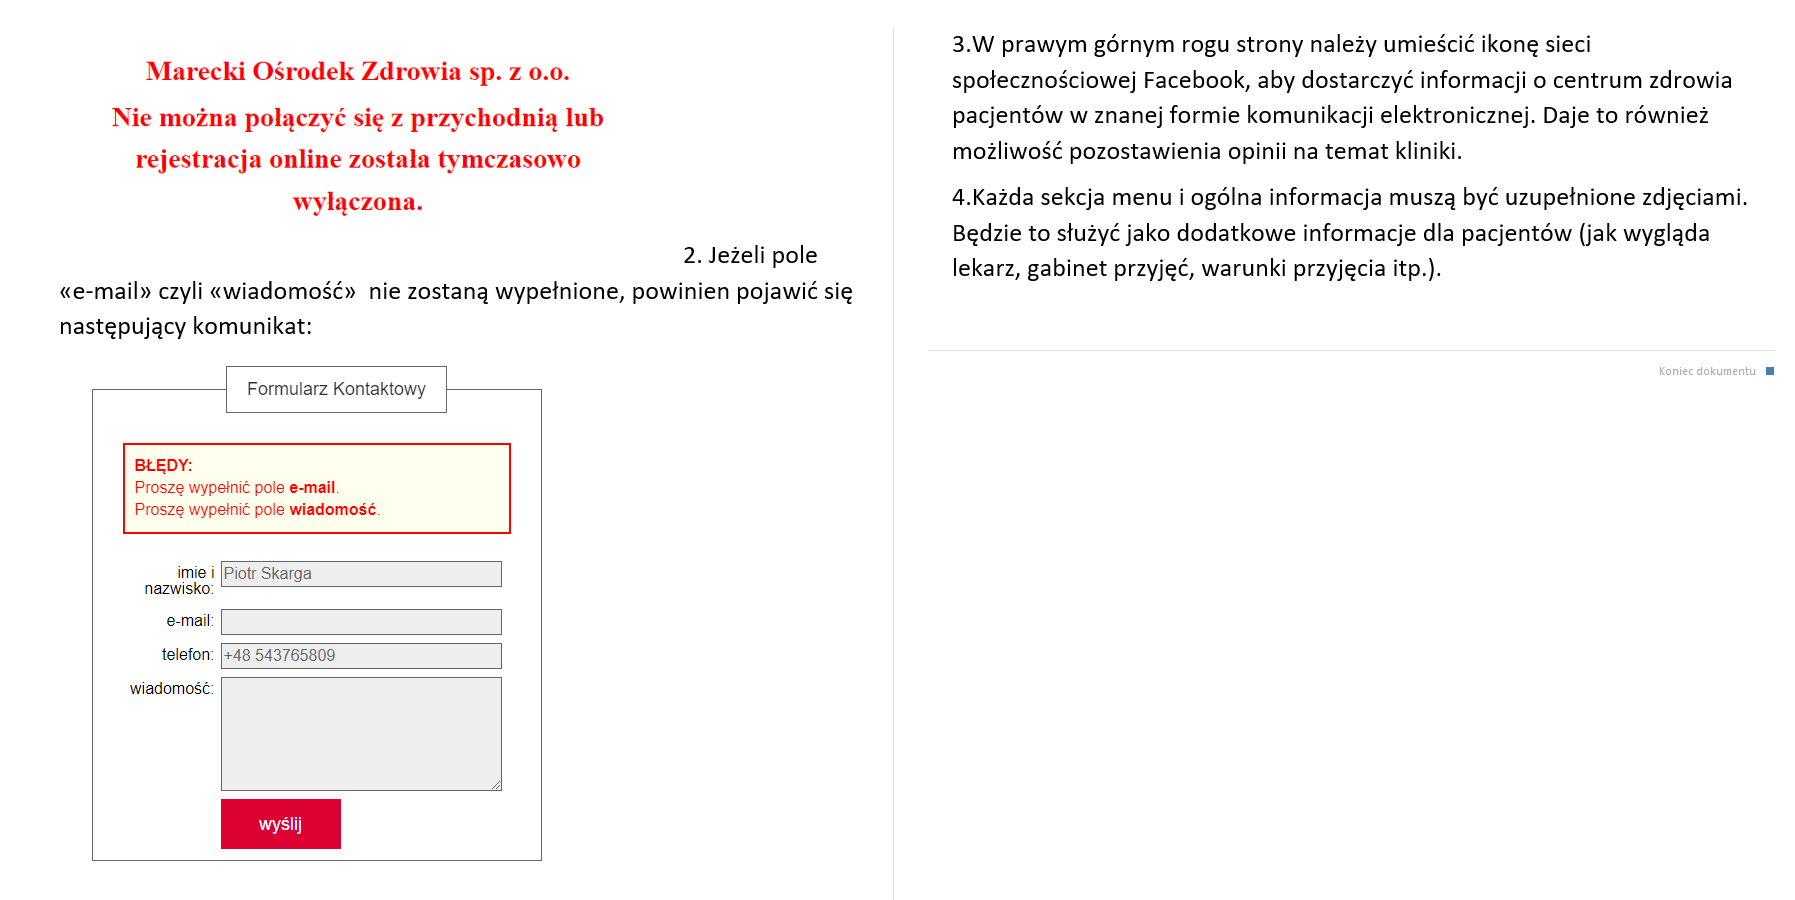 Marecki Ośrodek Zdrowia sp. z o.o.
Nie można połączyć się z przychodnią lub
rejestracja online została tymczasowo
wyłączona.
2. Jeżeli pole
«e-mail» czyli «wiadomość»  nie zostaną wypełnione, powinien pojawić się
następujący komunikat:
Formularz Kontaktowy
BŁĘDY:
Proszę wypełnić pole e-mail.
Proszę wypełnić pole wiadomość.
imie i
nazwisko:
Piotr Skarga
e-mail:
telefon:
+48 543765809
wiadomość:
wyślij
3.W prawym górnym rogu strony należy umieścić ikonę sieci
społecznościowej Facebook, aby dostarczyć informacji o centrum zdrowia
pacjentów w znanej formie komunikacji elektronicznej. Daje to również
możliwość pozostawienia opinii na temat kliniki.
4.Każda sekcja menu i ogólna informacja muszą być uzupełnione zdjęciami.
Będzie to służyć jako dodatkowe informacje dla pacjentów (jak wygląda
lekarz, gabinet przyjęć, warunki przyjęcia itp.).
Koniec dokumentu